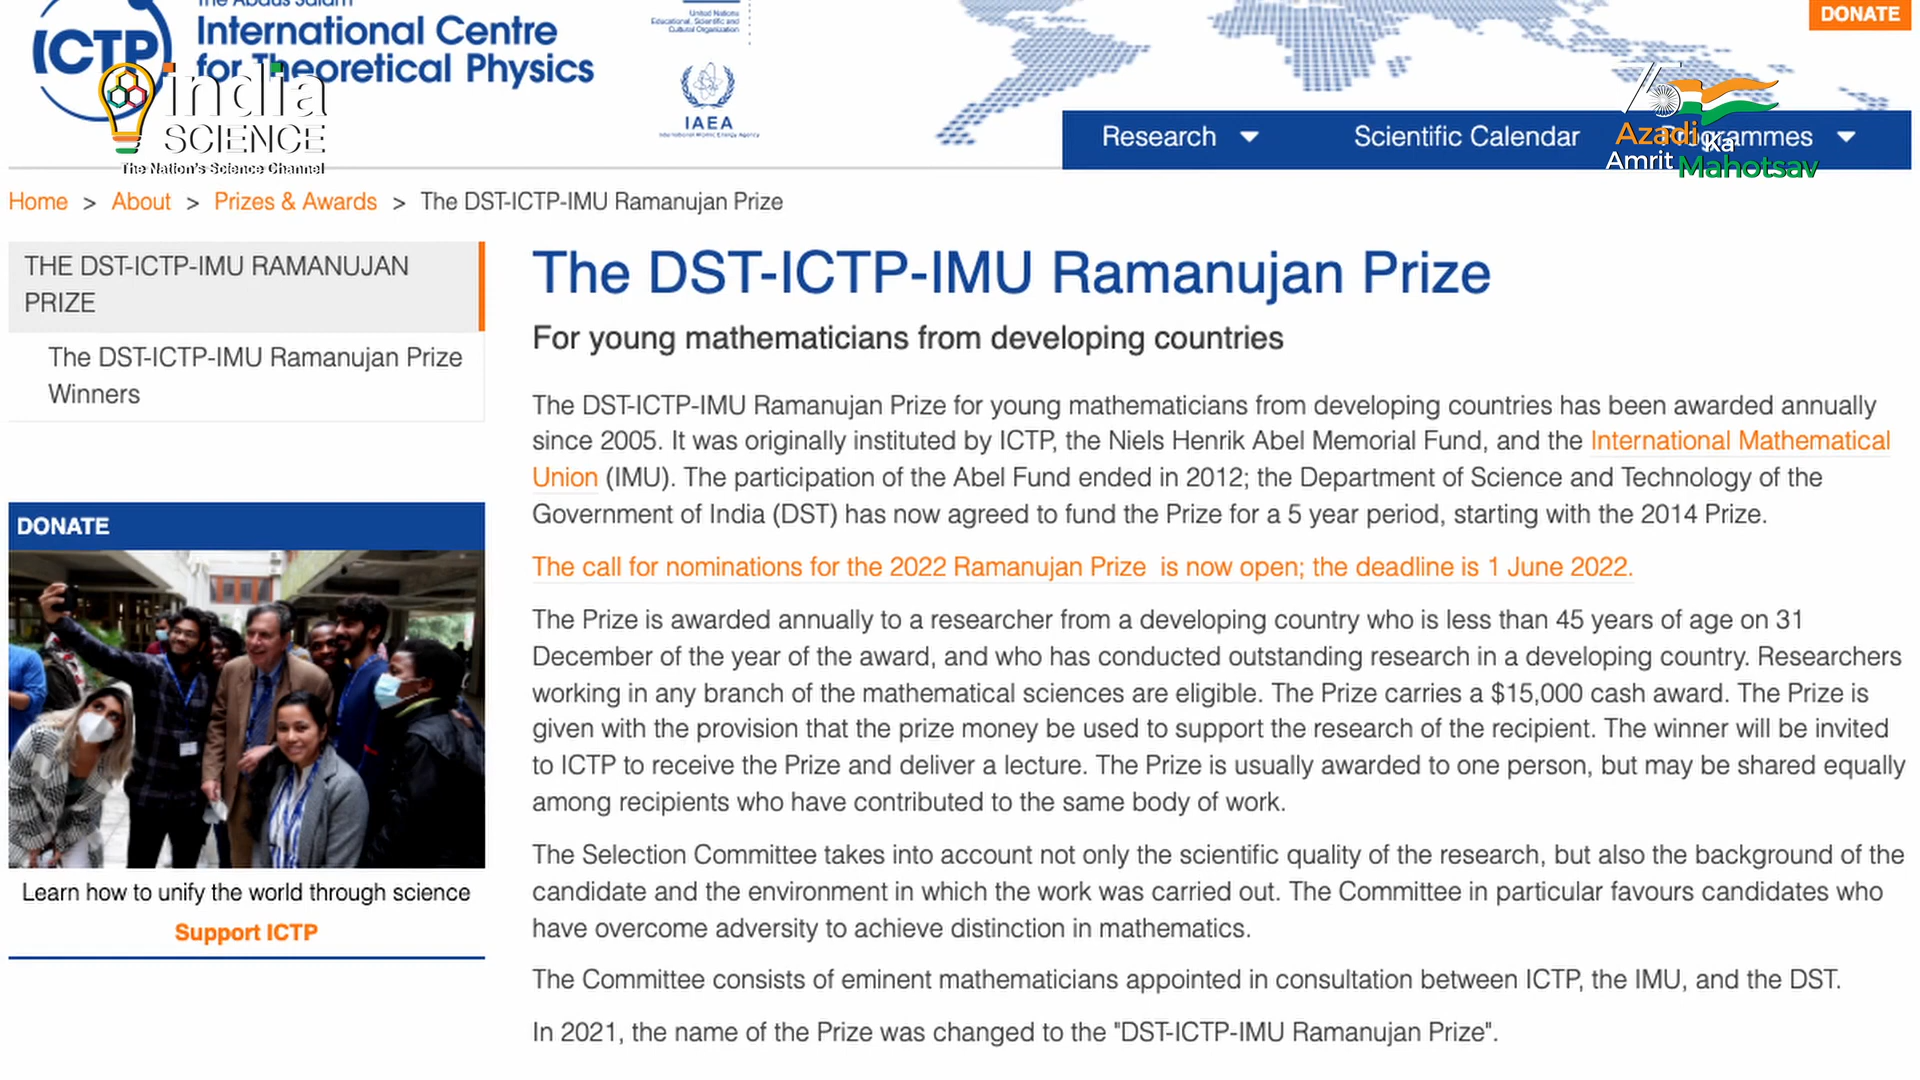 The Abdus Salam
International Centre
for Theoretical Physics
ICTP
United Nations
Educational, Scientific and
Cultural Organization
IAEA
International Atomic Energy Agency
india
SCIENCE
The Nation's Science Channel
DONATE
Research
Scientific Calendar
Programmes
75
Azadi Ka
Amrit Mahotsav
Home > About > Prizes & Awards > The DST-ICTP-IMU Ramanujan Prize
THE DST-ICTP-IMU RAMANUJAN
PRIZE
The DST-ICTP-IMU Ramanujan Prize
Winners
DONATE
Learn how to unify the world through science
Support ICTP
The DST-ICTP-IMU Ramanujan Prize
For young mathematicians from developing countries
The DST-ICTP-IMU Ramanujan Prize for young mathematicians from developing countries has been awarded annually
since 2005. It was originally instituted by ICTP, the Niels Henrik Abel Memorial Fund, and the International Mathematical
Union (IMU). The participation of the Abel Fund ended in 2012; the Department of Science and Technology of the
Government of India (DST) has now agreed to fund the Prize for a 5 year period, starting with the 2014 Prize.
The call for nominations for the 2022 Ramanujan Prize is now open; the deadline is 1 June 2022.
The Prize is awarded annually to a researcher from a developing country who is less than 45 years of age on 31
December of the year of the award, and who has conducted outstanding research in a developing country. Researchers
working in any branch of the mathematical sciences are eligible. The Prize carries a $15,000 cash award. The Prize is
given with the provision that the prize money be used to support the research of the recipient. The winner will be invited
to ICTP to receive the Prize and deliver a lecture. The Prize is usually awarded to one person, but may be shared equally
among recipients who have contributed to the same body of work.
The Selection Committee takes into account not only the scientific quality of the research, but also the background of the
candidate and the environment in which the work was carried out. The Committee in particular favours candidates who
have overcome adversity to achieve distinction in mathematics.
The Committee consists of eminent mathematicians appointed in consultation between ICTP, the IMU, and the DST.
In 2021, the name of the Prize was changed to the "DST-ICTP-IMU Ramanujan Prize".